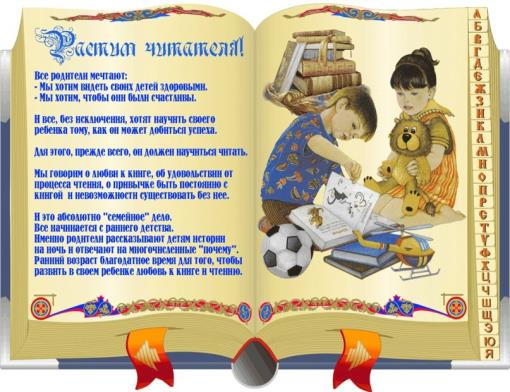 Растим читателя!
Все родители мечтают:
- Мы хотим видеть своих детей здоровыми.
- Мы хотим, чтобы они были счастливы.
И все, без исключения, хотят научить своего
ребенка тому, как он может добиться успеха.
Для этого, прежде всего, он должен научиться читать.
Мы говорим о любви к книге, об удовольствии от
процесса чтения, о привычке быть постоянно с
книгой и невозможности существовать без нее.
И это абсолютно "семейное" дело.
Все начинается с раннего детства.
Именно родители рассказывают детям истории
на ночь и отвечают на многочисленные "почему".
Ранний возраст благодатное время для того, чтобы
развить в своем ребенке любовь к книге и чтению.
А
Б
В
Г
Д
Е
Ж
З
И
К
Л
М
Н
О
П
Р
С
Т
У
Ф
Х
Ц
Ч
Ш
Щ
Э
Ю
Я